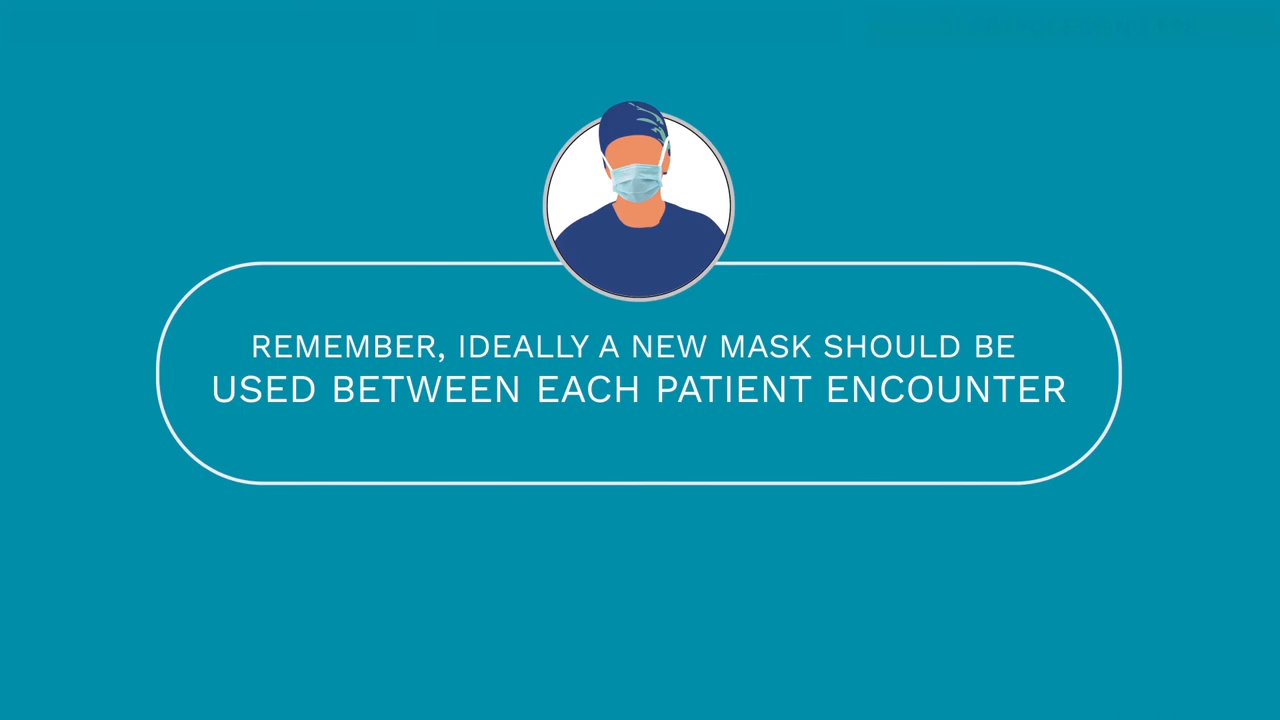 REMEMBER, IDEALLY A NEW MASK SHOULD BE
USED BETWEEN EACH PATIENT ENCOUNTER